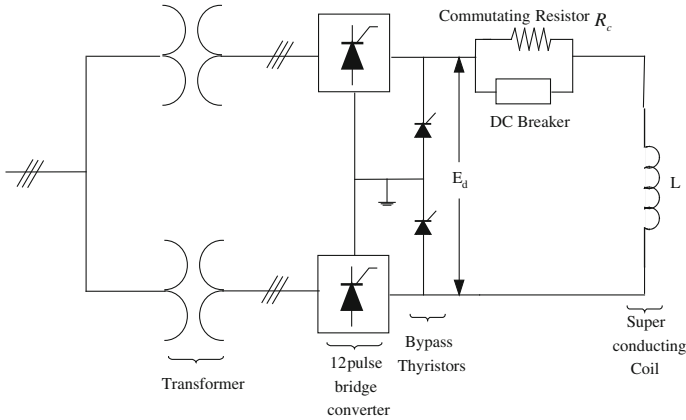 Commutating Resistor R_c
DC Breaker
E_d
L
Bypass
Thyristors
Super
conducting
Coil
Transformer
12pulse
bridge
converter